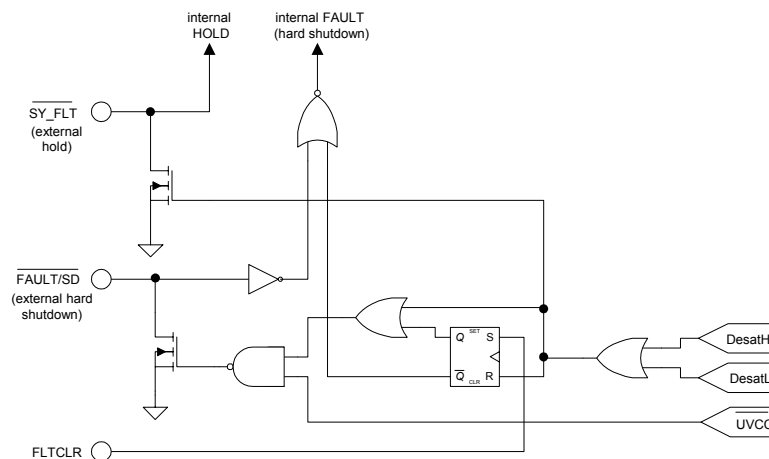 internal
HOLD
internal FAULT
(hard shutdown)
SY_FLT
(external
hold)
FAULT/SD
(external hard
shutdown)
Q
SET
S
Q
CLR
R
DesatH
DesatL
UVCC
FLTCLR